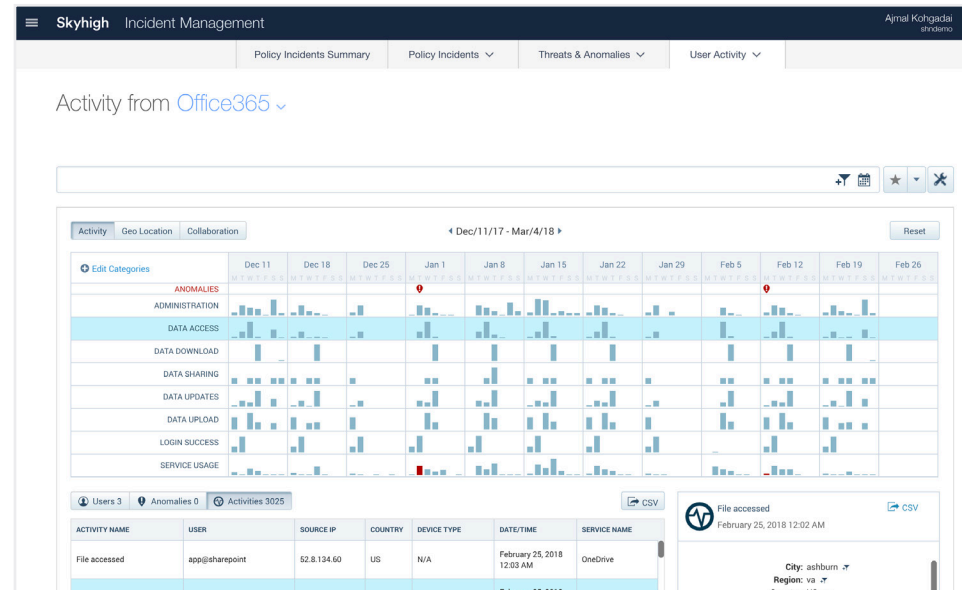 Skyhigh Incident Management
Ajmal Kohgadai
shndemo
Policy Incidents Summary Policy Incidents Threats & Anomalies User Activity
Activity from Office365
Activity Geo Location Collaboration Dec/11/17 - Mar/4/18 Reset
Edit Categories Dec 11 Dec 18 Dec 25 Jan 1 Jan 8 Jan 15 Jan 22 Jan 29 Feb 5 Feb 12 Feb 19 Feb 26
M T W T F S S M T W T F S S M T W T F S S M T W T F S S M T W T F S S M T W T F S S M T W T F S S M T W T F S S M T W T F S S M T W T F S S M T W T F S S M T W T F S S
ANOMALIES
ADMINISTRATION
DATA ACCESS
DATA DOWNLOAD
DATA SHARING
DATA UPDATES
DATA UPLOAD
LOGIN SUCCESS
SERVICE USAGE
Users 3 Anomalies 0 Activities 3025 CSV
ACTIVITY NAME USER SOURCE IP COUNTRY DEVICE TYPE DATE/TIME SERVICE NAME
File accessed app@sharepoint 52.8.134.60 US N/A February 25, 2018 12:03 AM OneDrive
File accessed CSV
February 25, 2018 12:02 AM
City: ashburn
Region: va